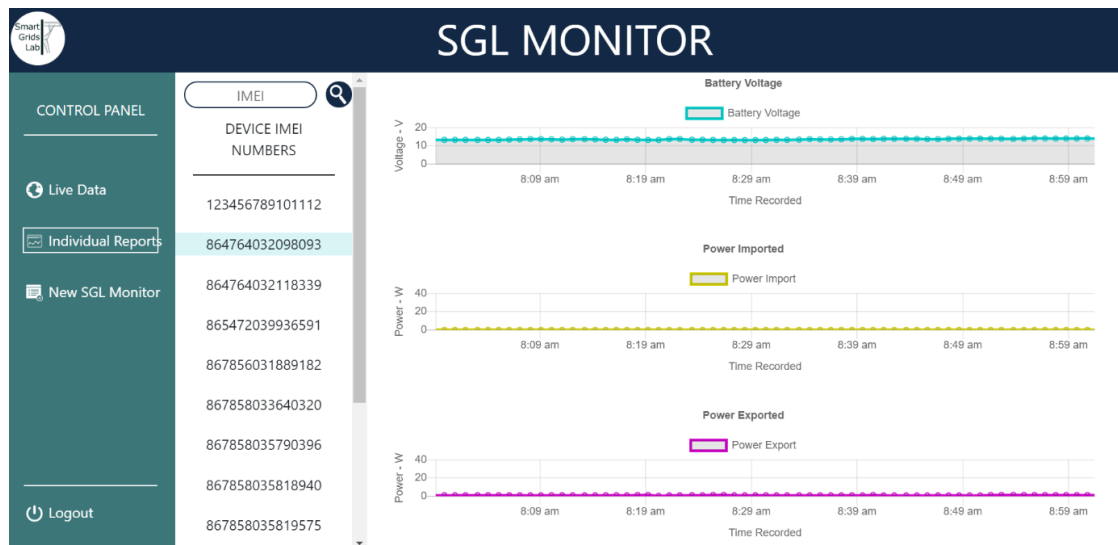 Smart
Grids
Lab
SGL MONITOR
CONTROL PANEL
Live Data
Individual Reports
New SGL Monitor
Logout
IMEI
DEVICE IMEI
NUMBERS
123456789101112
864764032098093
864764032118339
865472039936591
867856031889182
867858033640320
867858035790396
867858035818940
867858035819575
Battery Voltage
Battery Voltage
Voltage - V
20
10
0
8:09 am 8:19 am 8:29 am 8:39 am 8:49 am 8:59 am
Time Recorded
Power Imported
Power Import
Power - W
40
20
0
8:09 am 8:19 am 8:29 am 8:39 am 8:49 am 8:59 am
Time Recorded
Power Exported
Power Export
Power - W
40
20
0
8:09 am 8:19 am 8:29 am 8:39 am 8:49 am 8:59 am
Time Recorded